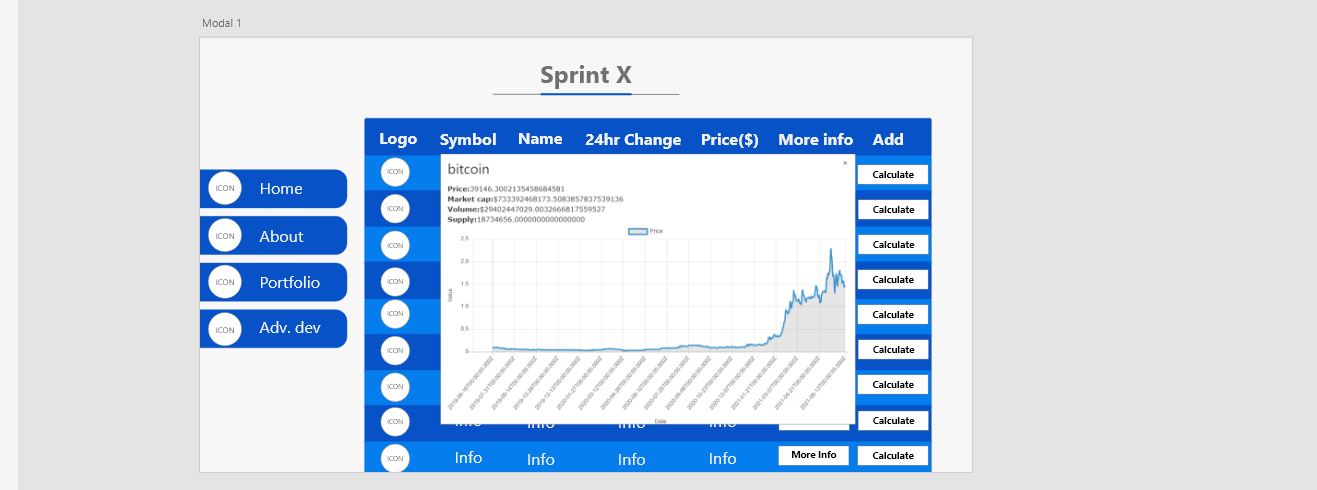 Modal 1
Sprint X
Logo Symbol Name 24hr Change Price($) More info Add
ICON Home
ICON About
ICON Portfolio
ICON Adv. dev
bitcoin ×
Price:39146.3002135458684581
Market cap:$733392468173.5083857837539136
Volume:$29402447029.0032666817559527
Supply:18734656.0000000000000000
Price
2.5
2.0
1.5
1.0
0.5
0
Value
Date
ICON Calculate
ICON Calculate
ICON Calculate
ICON Calculate
ICON Calculate
ICON Calculate
ICON Calculate
ICON Info Info Info Info Calculate
ICON Info Info Info Info More Info Calculate